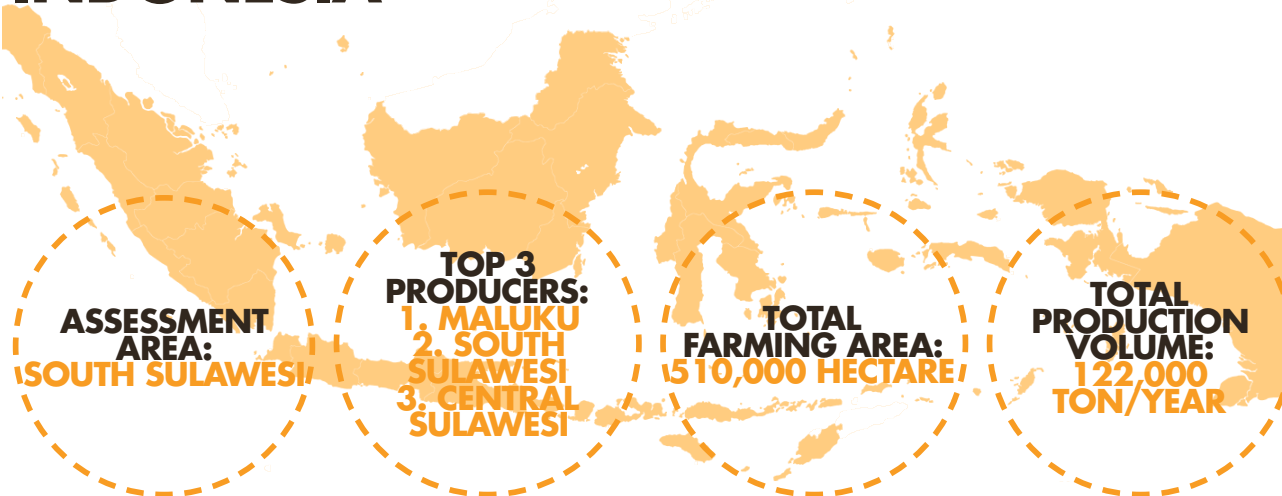 INDONESIA
ASSESSMENT
AREA:
SOUTH SULAWESI
TOP 3
PRODUCERS:
1. MALUKU
2. SOUTH
SULAWESI
3. CENTRAL
SULAWESI
TOTAL
FARMING AREA:
510,000 HECTARE
TOTAL
PRODUCTION
VOLUME:
122,000
TON/YEAR